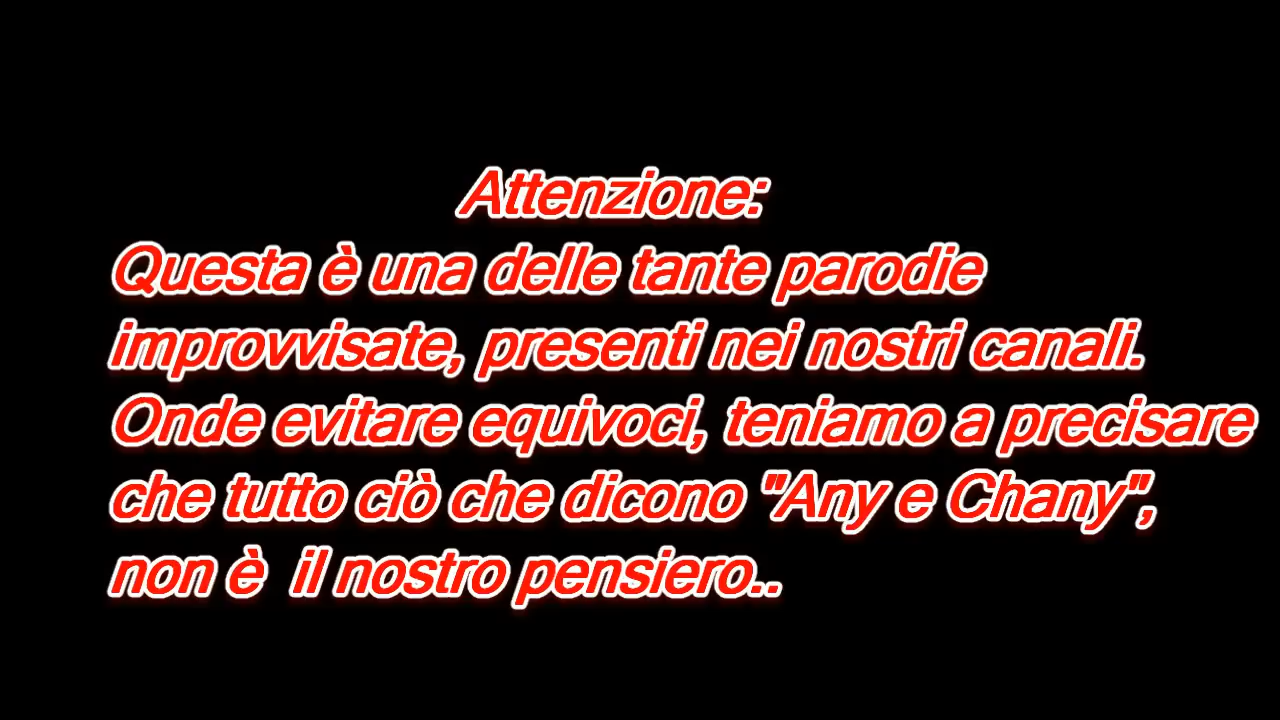 Attenzione:
Questa è una delle tante parodie
improvvisate, presenti nei nostri canali.
Onde evitare equivoci, teniamo a precisare
che tutto ciò che dicono "Any e Chany",
non è  il nostro pensiero..